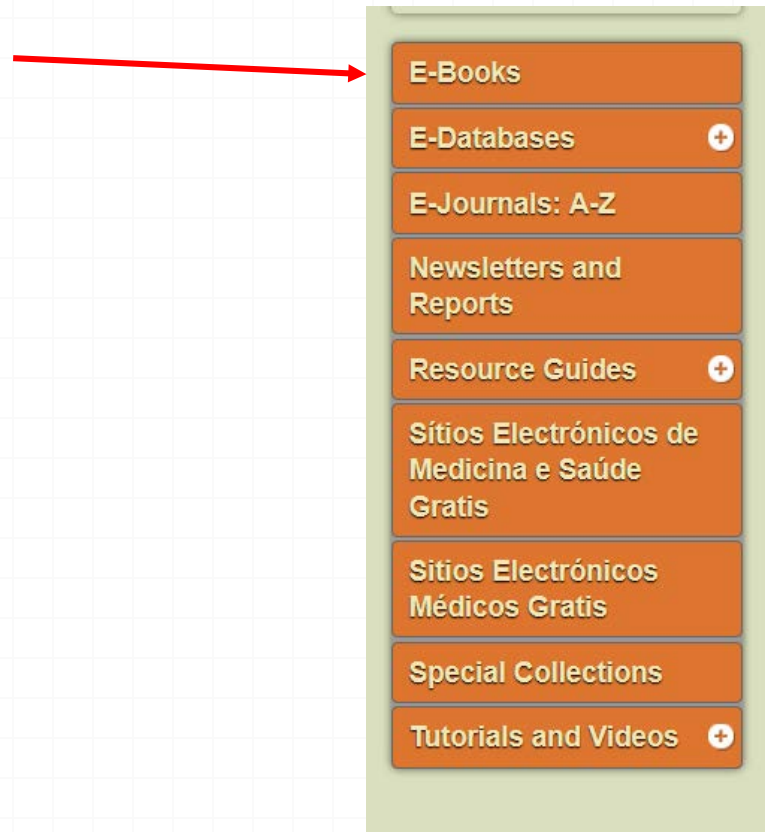 E-Books
E-Databases
E-Journals: A-Z
Newsletters and
Reports
Resource Guides
Sítios Electrónicos de
Medicina e Saúde
Gratis
Sitios Electrónicos
Médicos Gratis
Special Collections
Tutorials and Videos